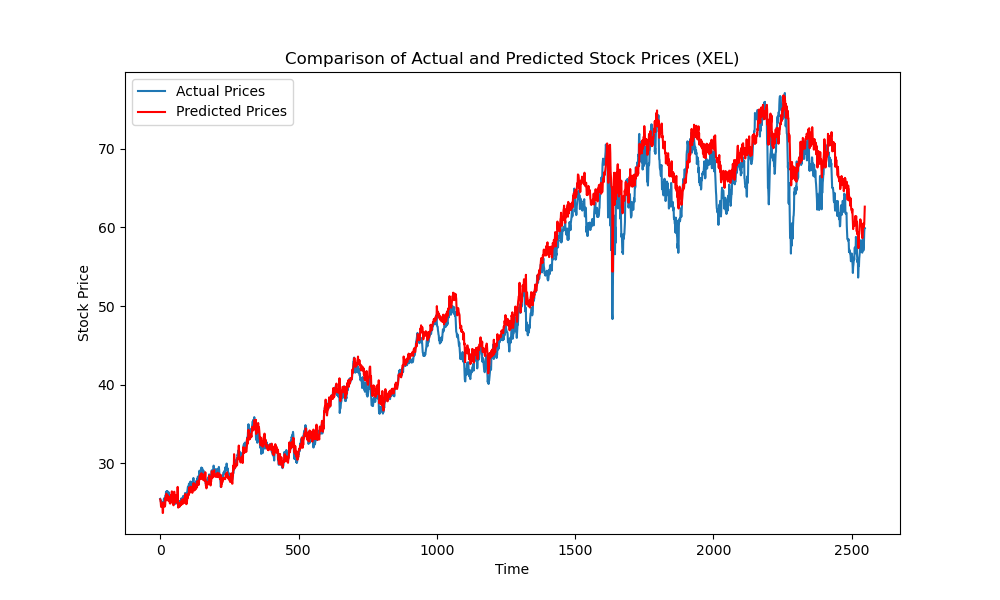 Comparison of Actual and Predicted Stock Prices (XEL)
Actual Prices
Predicted Prices
Stock Price
70
60
50
40
30
0 500 1000 1500 2000 2500
Time